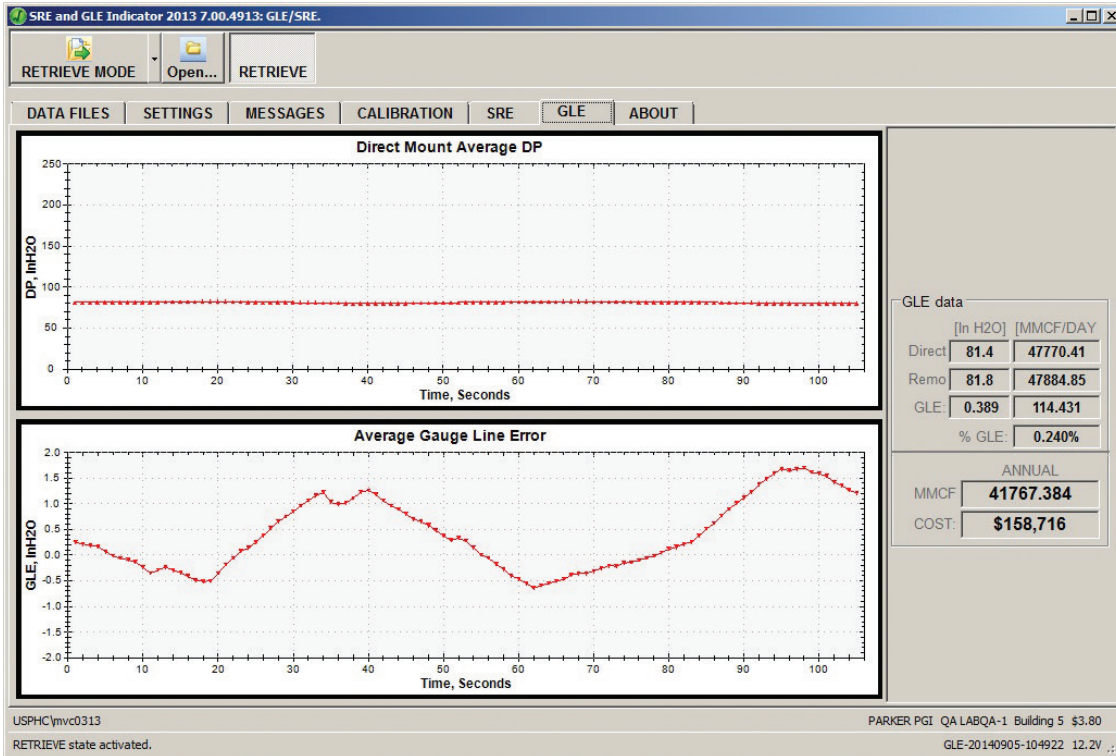 SRE and GLE Indicator 2013 7.00.4913: GLE/SRE.
RETRIEVE MODE
Open...
RETRIEVE
DATA FILES
SETTINGS
MESSAGES
CALIBRATION
SRE
GLE
ABOUT
Direct Mount Average DP
DP, InH2O
250
200
150
100
50
0
0 10 20 30 40 50 60 70 80 90 100
Time, Seconds
Average Gauge Line Error
GLE, InH2O
2.0
1.5
1.0
0.5
0.0
-0.5
-1.0
-1.5
-2.0
0 10 20 30 40 50 60 70 80 90 100
Time, Seconds
GLE data
[In H2O] [MMCF/DAY
Direct 81.4 47770.41
Remo 81.8 47884.85
GLE: 0.389 114.431
% GLE: 0.240%
ANNUAL
MMCF 41767.384
COST: $158,716
USPHC\mvc0313
PARKER PGI QA LABQA-1 Building 5 $3.80
RETRIEVE state activated.
GLE-20140905-104922 12.2V